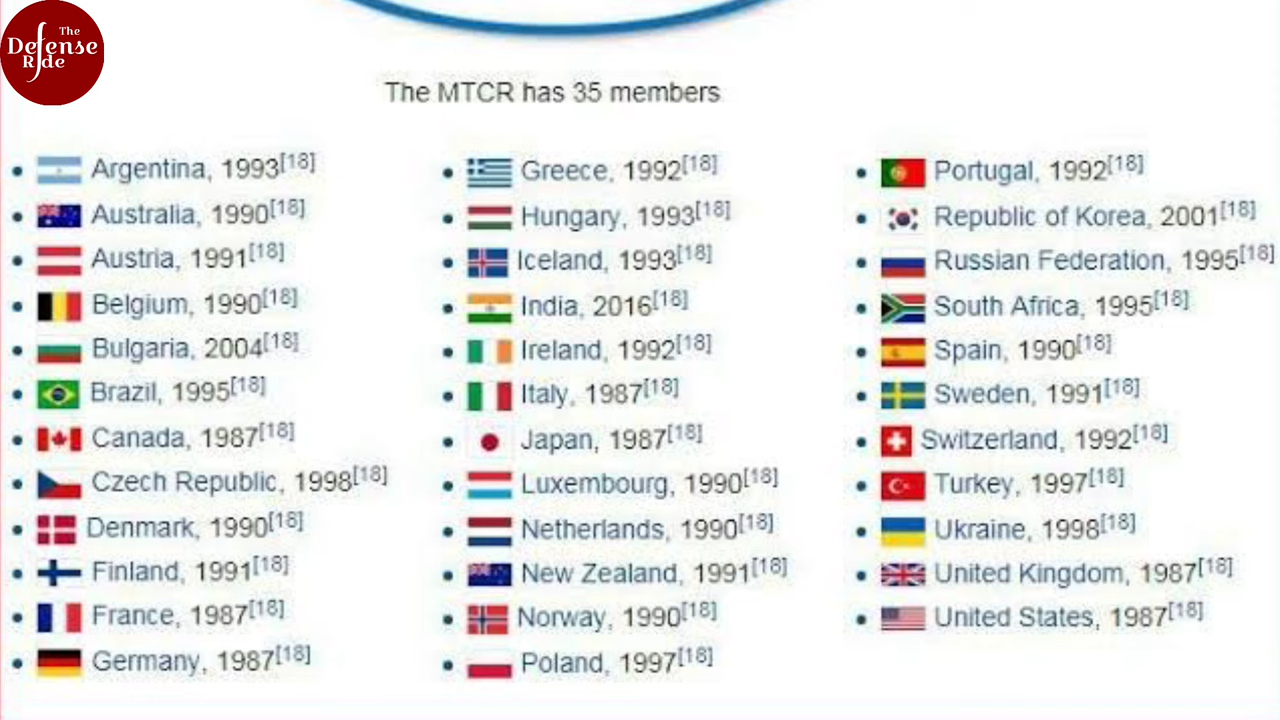 The
Defense
Ride
The MTCR has 35 members
Argentina, 1993[18]
Australia, 1990[18]
Austria, 1991[18]
Belgium, 1990[18]
Bulgaria, 2004[18]
Brazil, 1995[18]
Canada, 1987[18]
Czech Republic, 1998[18]
Denmark, 1990[18]
Finland, 1991[18]
France, 1987[18]
Germany, 1987[18]
Greece, 1992[18]
Hungary, 1993[18]
Iceland, 1993[18]
India, 2016[18]
Ireland, 1992[18]
Italy, 1987[18]
Japan, 1987[18]
Luxembourg, 1990[18]
Netherlands, 1990[18]
New Zealand, 1991[18]
Norway, 1990[18]
Poland, 1997[18]
Portugal, 1992[18]
Republic of Korea, 2001[18]
Russian Federation, 1995[18]
South Africa, 1995[18]
Spain, 1990[18]
Sweden, 1991[18]
Switzerland, 1992[18]
Turkey, 1997[18]
Ukraine, 1998[18]
United Kingdom, 1987[18]
United States, 1987[18]